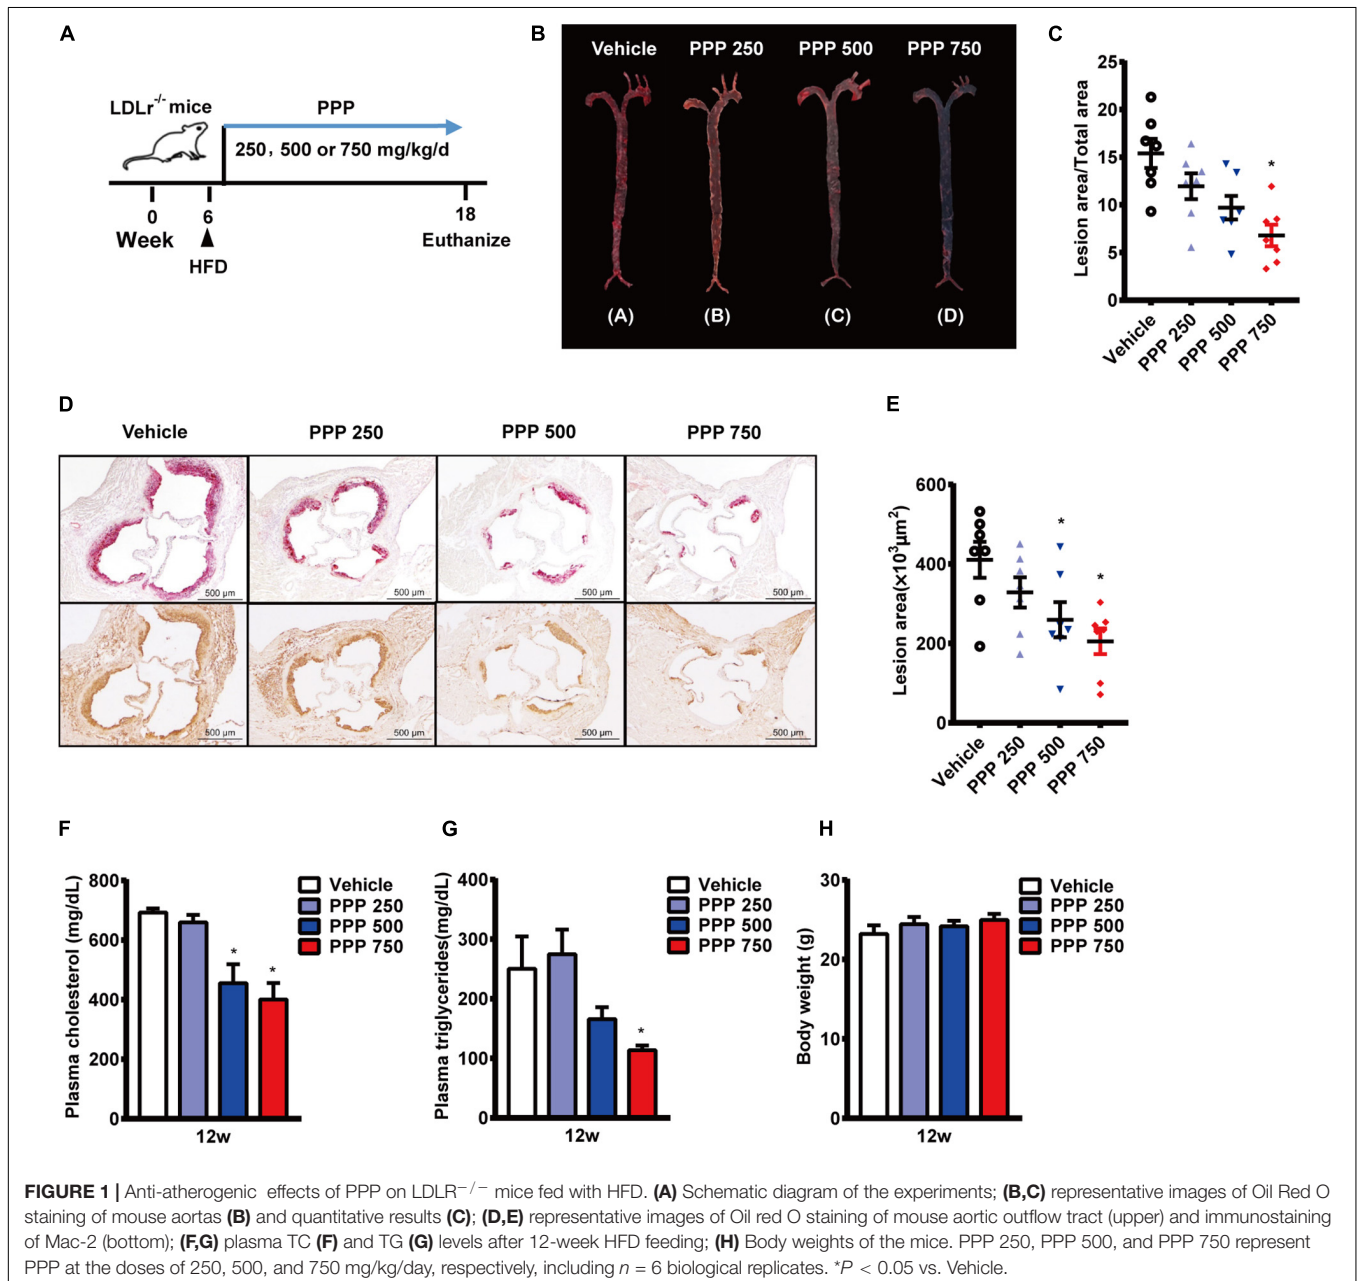 A
LDLr-/- mice
PPP
250, 500 or 750 mg/kg/d
0
6
18
Week
Euthanize
HFD
B
Vehicle PPP 250 PPP 500 PPP 750
(A) (B) (C) (D)
C
Lesion area/Total area
25
20
15
10
5
0
*
Vehicle
PPP 250
PPP 500
PPP 750
D
Vehicle PPP 250 PPP 500 PPP 750
500 µm 500 µm 500 µm 500 µm
500 µm 500 µm 500 µm 500 µm
E
Lesion area(x10³µm²)
600
400
200
0
*
*
Vehicle
PPP 250
PPP 500
PPP 750
F
Plasma cholesterol (mg/dL)
800
600
400
200
0
*
*
12w
Vehicle
PPP 250
PPP 500
PPP 750
G
Plasma triglycerides(mg/dL)
400
300
200
100
0
*
12w
Vehicle
PPP 250
PPP 500
PPP 750
H
Body weight (g)
30
20
10
0
12w
Vehicle
PPP 250
PPP 500
PPP 750
FIGURE 1 | Anti-atherogenic effects of PPP on LDLR−/− mice fed with HFD. (A) Schematic diagram of the experiments; (B,C) representative images of Oil Red O
staining of mouse aortas (B) and quantitative results (C); (D,E) representative images of Oil red O staining of mouse aortic outflow tract (upper) and immunostaining
of Mac-2 (bottom); (F,G) plasma TC (F) and TG (G) levels after 12-week HFD feeding; (H) Body weights of the mice. PPP 250, PPP 500, and PPP 750 represent
PPP at the doses of 250, 500, and 750 mg/kg/day, respectively, including n = 6 biological replicates. *P < 0.05 vs. Vehicle.